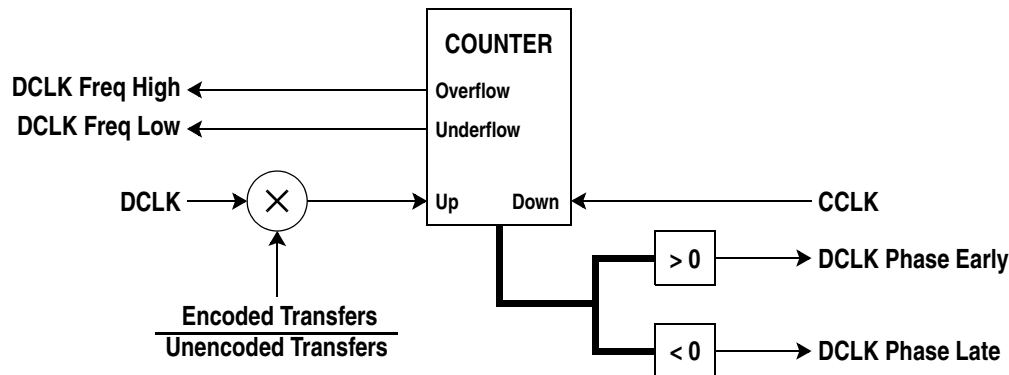 COUNTER
DCLK Freq High
Overflow
DCLK Freq Low
Underflow
DCLK
×
Up
Down
CCLK
> 0
DCLK Phase Early
Encoded Transfers
Unencoded Transfers
< 0
DCLK Phase Late